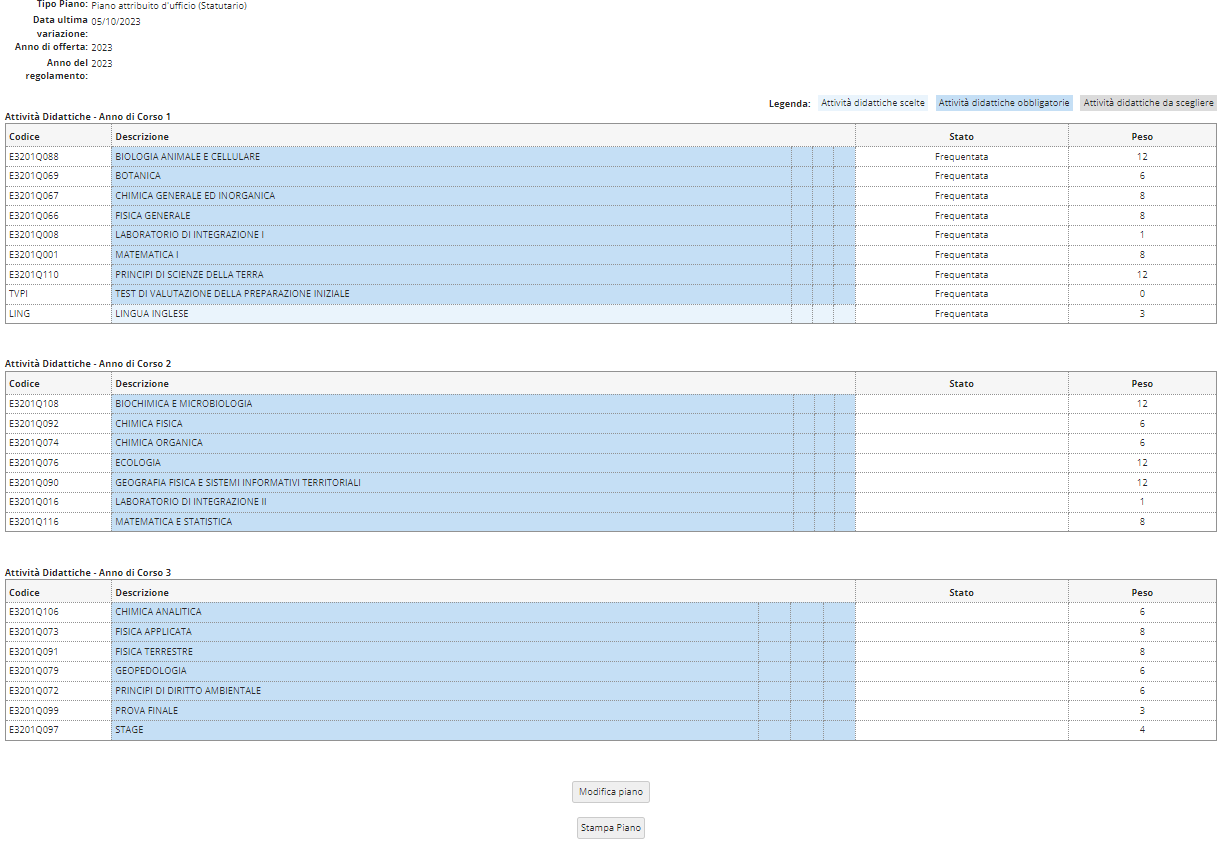 Tipo Piano: Piano attribuito d'ufficio (Statutario)
Data ultima variazione: 05/10/2023
Anno di offerta: 2023
Anno del regolamento: 2023
Legenda: Attività didattiche scelte Attività didattiche obbligatorie Attività didattiche da scegliere
Attività Didattiche - Anno di Corso 1
Codice Descrizione Stato Peso
E3201Q088 BIOLOGIA ANIMALE E CELLULARE Frequentata 12
E3201Q069 BOTANICA Frequentata 6
E3201Q067 CHIMICA GENERALE ED INORGANICA Frequentata 8
E3201Q066 FISICA GENERALE Frequentata 8
E3201Q008 LABORATORIO DI INTEGRAZIONE I Frequentata 1
E3201Q001 MATEMATICA I Frequentata 8
E3201Q110 PRINCIPI DI SCIENZE DELLA TERRA Frequentata 12
TVPI TEST DI VALUTAZIONE DELLA PREPARAZIONE INIZIALE Frequentata 0
LING LINGUA INGLESE Frequentata 3
Attività Didattiche - Anno di Corso 2
Codice Descrizione Stato Peso
E3201Q108 BIOCHIMICA E MICROBIOLOGIA 12
E3201Q092 CHIMICA FISICA 6
E3201Q074 CHIMICA ORGANICA 6
E3201Q076 ECOLOGIA 12
E3201Q090 GEOGRAFIA FISICA E SISTEMI INFORMATIVI TERRITORIALI 12
E3201Q016 LABORATORIO DI INTEGRAZIONE II 1
E3201Q116 MATEMATICA E STATISTICA 8
Attività Didattiche - Anno di Corso 3
Codice Descrizione Stato Peso
E3201Q106 CHIMICA ANALITICA 6
E3201Q073 FISICA APPLICATA 8
E3201Q091 FISICA TERRESTRE 8
E3201Q079 GEOPEDOLOGIA 6
E3201Q072 PRINCIPI DI DIRITTO AMBIENTALE 6
E3201Q099 PROVA FINALE 3
E3201Q097 STAGE 4
Modifica piano
Stampa Piano